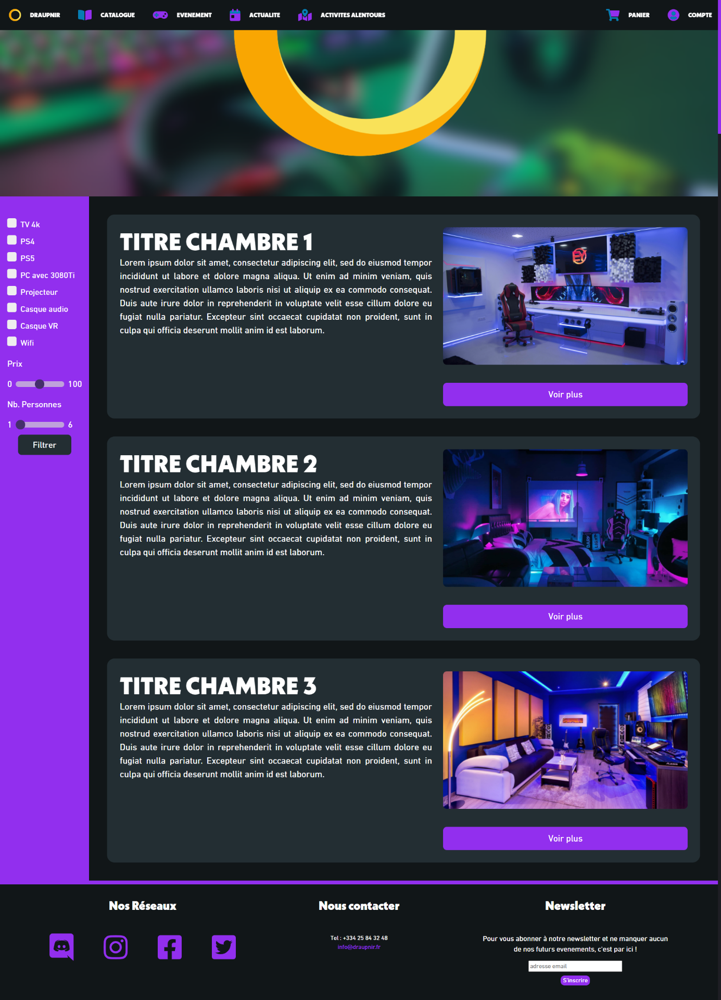 DRAUPNIR CATALOGUE EVENEMENT ACTUALITE ACTIVITES ALENTOURS PANIER COMPTE
TV 4k
PS4
PS5
PC avec 3080Ti
Projecteur
Casque audio
Casque VR
Wifi
Prix
0 100
Nb. Personnes
1 6
Filtrer
TITRE CHAMBRE 1
Lorem ipsum dolor sit amet, consectetur adipiscing elit, sed do eiusmod tempor
incididunt ut labore et dolore magna aliqua. Ut enim ad minim veniam, quis
nostrud exercitation ullamco laboris nisi ut aliquip ex ea commodo consequat.
Duis aute irure dolor in reprehenderit in voluptate velit esse cillum dolore eu
fugiat nulla pariatur. Excepteur sint occaecat cupidatat non proident, sunt in
culpa qui officia deserunt mollit anim id est laborum.
Voir plus
TITRE CHAMBRE 2
Lorem ipsum dolor sit amet, consectetur adipiscing elit, sed do eiusmod tempor
incididunt ut labore et dolore magna aliqua. Ut enim ad minim veniam, quis
nostrud exercitation ullamco laboris nisi ut aliquip ex ea commodo consequat.
Duis aute irure dolor in reprehenderit in voluptate velit esse cillum dolore eu
fugiat nulla pariatur. Excepteur sint occaecat cupidatat non proident, sunt in
culpa qui officia deserunt mollit anim id est laborum.
DARK
LIGHT
Voir plus
TITRE CHAMBRE 3
Lorem ipsum dolor sit amet, consectetur adipiscing elit, sed do eiusmod tempor
incididunt ut labore et dolore magna aliqua. Ut enim ad minim veniam, quis
nostrud exercitation ullamco laboris nisi ut aliquip ex ea commodo consequat.
Duis aute irure dolor in reprehenderit in voluptate velit esse cillum dolore eu
fugiat nulla pariatur. Excepteur sint occaecat cupidatat non proident, sunt in
culpa qui officia deserunt mollit anim id est laborum.
ALESIS
Voir plus
Nos Réseaux
Nous contacter
Tel : +334 25 84 32 48
info@draupnir.fr
Newsletter
Pour vous abonner à notre newsletter et ne manquer aucun
de nos futurs evenements, c'est par ici !
adresse email
S'inscrire